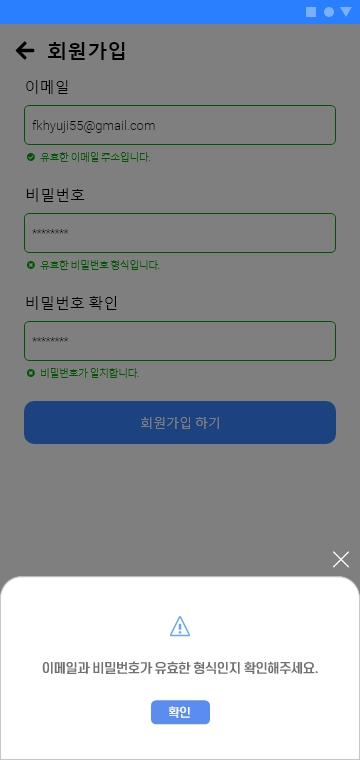 회원가입
이메일
fkhyuji55@gmail.com
유효한 이메일 주소입니다.
비밀번호
********
유효한 비밀번호 형식입니다.
비밀번호 확인
********
비밀번호가 일치합니다.
회원가입 하기
이메일과 비밀번호가 유효한 형식인지 확인해주세요.
확인